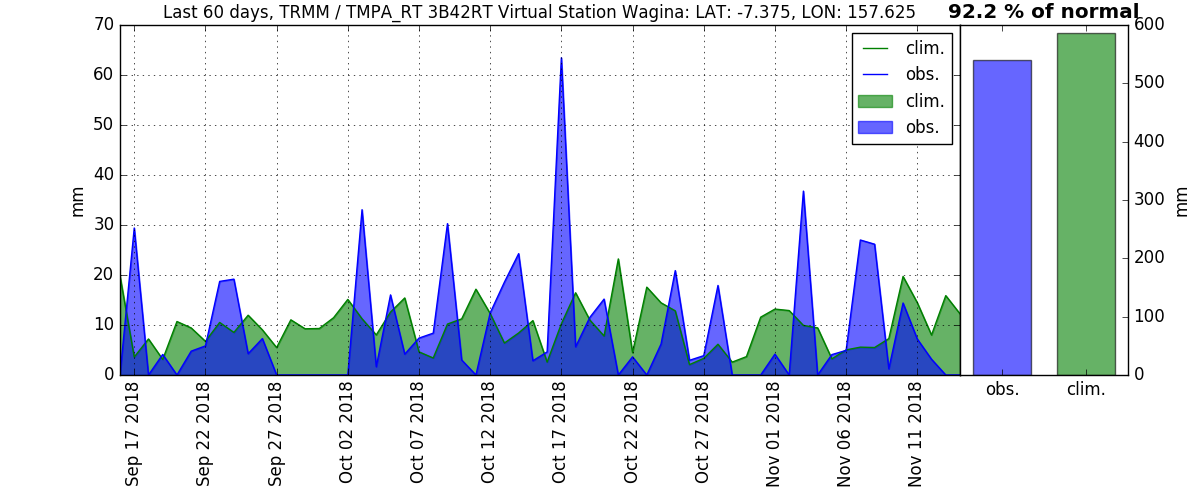 Last 60 days, TRMM / TMPA_RT 3B42RT Virtual Station Wagina: LAT: -7.375, LON: 157.625
92.2 % of normal
70
60
50
40
30
20
10
0
mm
clim.
obs.
clim.
obs.
600
500
400
300
200
100
0
mm
obs.
clim.
Sep 17 2018
Sep 22 2018
Sep 27 2018
Oct 02 2018
Oct 07 2018
Oct 12 2018
Oct 17 2018
Oct 22 2018
Oct 27 2018
Nov 01 2018
Nov 06 2018
Nov 11 2018